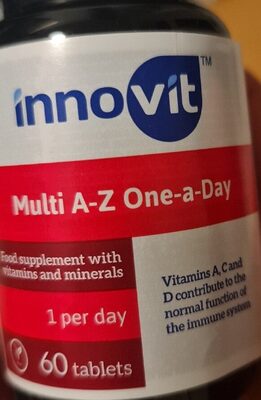 innovit™
Multi A-Z One-a-Day
Food supplement with
vitamins and minerals
1 per day
60 tablets
Vitamins A, C and
D contribute to the
normal function of
the immune system